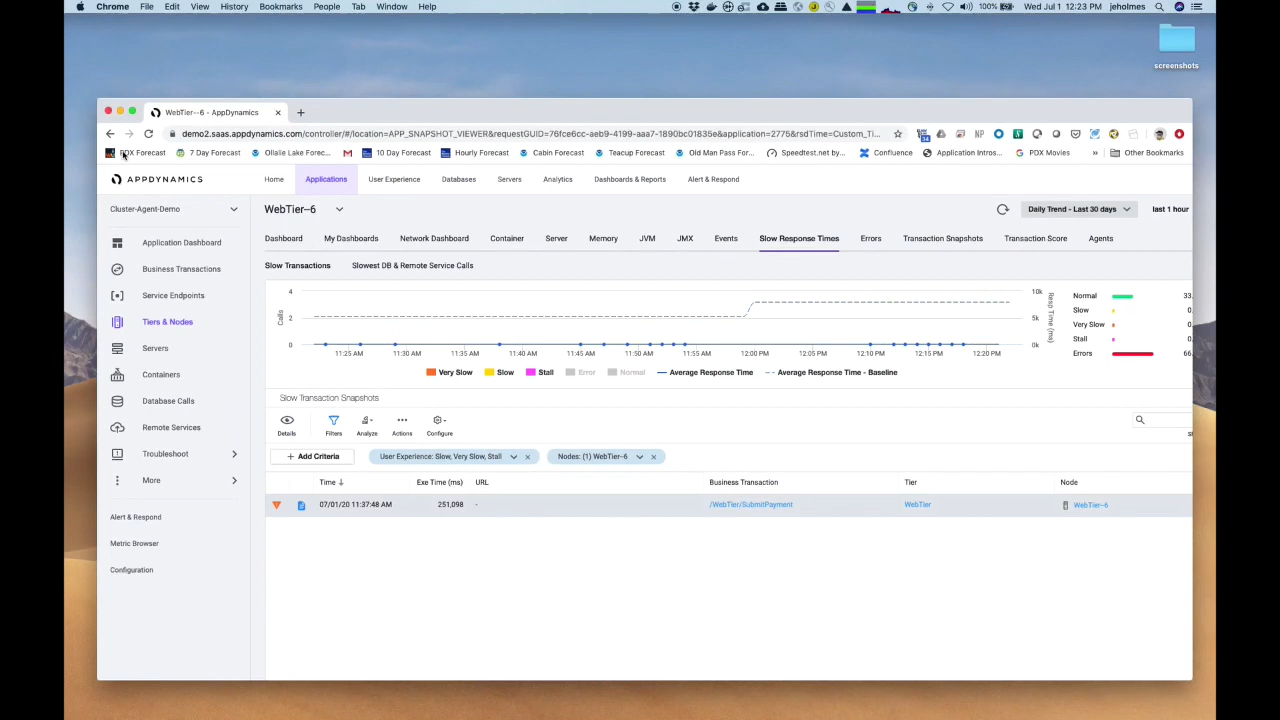 Chrome File Edit View History Bookmarks People Tab Window Help 100% Wed Jul 1 12:23 PM jeholmes
screenshots
WebTier--6 - AppDynamics
demo2.saas.appdynamics.com/controller/#/location=APP_SNAPSHOT_VIEWER&requestGUID=76fce6cc-aeb9-4199-aaa7-1890bc01835e&application=2775&rsdTime=Custom_Ti...
PDX Forecast 7 Day Forecast Ollalie Lake Forec... 10 Day Forecast Hourly Forecast Cabin Forecast Teacup Forecast Old Man Pass For... Speedtest.net by... Confluence Application Intros... PDX Movies » Other Bookmarks
APPDYNAMICS Home Applications User Experience Databases Servers Analytics Dashboards & Reports Alert & Respond
Cluster-Agent-Demo
Application Dashboard
Business Transactions
Service Endpoints
Tiers & Nodes
Servers
Containers
Database Calls
Remote Services
Troubleshoot
More
Alert & Respond
Metric Browser
Configuration
WebTier--6 Daily Trend - Last 30 days last 1 hour
Dashboard My Dashboards Network Dashboard Container Server Memory JVM JMX Events Slow Response Times Errors Transaction Snapshots Transaction Score Agents
Slow Transactions Slowest DB & Remote Service Calls
4
2
0
Calls
10k
5k
0k
Resp Time (ms)
11:25 AM 11:30 AM 11:35 AM 11:40 AM 11:45 AM 11:50 AM 11:55 AM 12:00 PM 12:05 PM 12:10 PM 12:15 PM 12:20 PM
Very Slow Slow Stall Error Normal Average Response Time Average Response Time - Baseline
Normal 33.
Slow 0.
Very Slow 0.
Stall 0.
Errors 66.
Slow Transaction Snapshots
Details Filters Analyze Actions Configure
+ Add Criteria User Experience: Slow, Very Slow, Stall Nodes: (1) WebTier--6
Time ↓ Exe Time (ms) URL Business Transaction Tier Node
07/01/20 11:37:48 AM 251,098 - /WebTier/SubmitPayment WebTier WebTier--6